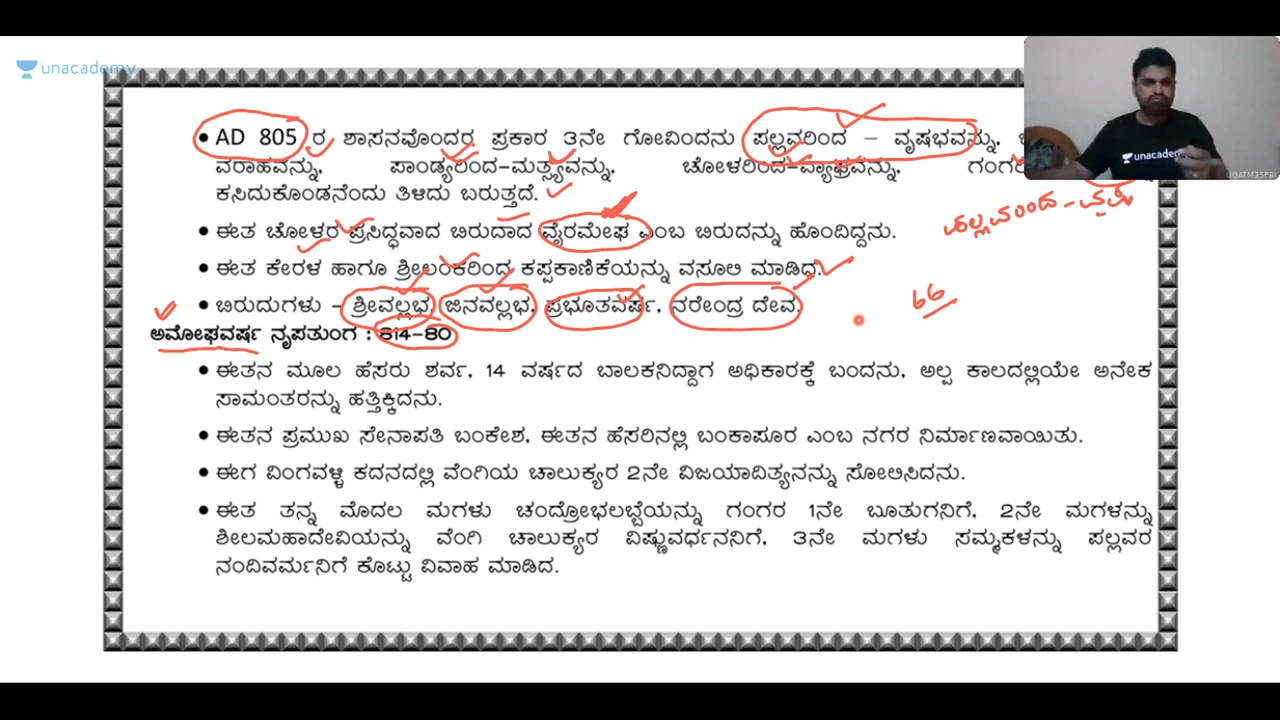 unacademy
• AD 805 ರ ಶಾಸನವೊಂದರ ಪ್ರಕಾರ 3ನೇ ಗೋವಿಂದನು ಪಲ್ಲವರಿಂದ – ವೃಷಭವನ್ನು,
ವರಾಹವನ್ನು, ಪಾಂಡ್ಯರಿಂದ-ಮತ್ಸ್ಯವನ್ನು, ಚೋಳರಿಂದ-ವ್ಯಾಘ್ರವನ್ನು,
ಕಸಿದುಕೊಂಡನೆಂದು ತಿಳಿದು ಬರುತ್ತದೆ.
• ಈತ ಚೋಳರ ಪ್ರಸಿದ್ಧವಾದ ಬಿರುದಾದ ವೈರಮೇಘ ಎಂಬ ಬಿರುದನ್ನು ಹೊಂದಿದ್ದನು.
ಪಲ್ಲವರಿಂದ -
• ಈತ ಕೇರಳ ಹಾಗೂ ಶ್ರೀಲಂಕರಿಂದ ಕಪ್ಪಕಾಣಿಕೆಯನ್ನು ವಸೂಲಿ ಮಾಡಿದ.
• ಬಿರುದುಗಳು – ಶ್ರೀವಲ್ಲಭ, ಜಿನವಲ್ಲಭ, ಪ್ರಭೂತವರ್ಷ, ನರೇಂದ್ರ ದೇವ.
66
ಅಮೋಘವರ್ಷ ನೃಪತುಂಗ : 814-80
• ಈತನ ಮೂಲ ಹೆಸರು ಶರ್ವ, 14 ವರ್ಷದ ಬಾಲಕನಿದ್ದಾಗ ಅಧಿಕಾರಕ್ಕೆ ಬಂದನು, ಅಲ್ಪ ಕಾಲದಲ್ಲಿಯೇ ಅನೇಕ
ಸಾಮಂತರನ್ನು ಹತ್ತಿಕ್ಕಿದನು.
• ಈತನ ಪ್ರಮುಖ ಸೇನಾಪತಿ ಬಂಕೇಶ, ಈತನ ಹೆಸರಿನಲ್ಲಿ ಬಂಕಾಪೂರ ಎಂಬ ನಗರ ನಿರ್ಮಾಣವಾಯಿತು.
• ಈಗ ವಿಂಗವಳ್ಳಿ ಕದನದಲ್ಲಿ ವೆಂಗಿಯ ಚಾಲುಕ್ಯರ 2ನೇ ವಿಜಯಾದಿತ್ಯನನ್ನು ಸೋಲಿಸಿದನು.
• ಈತ ತನ್ನ ಮೊದಲ ಮಗಳು ಚಂದ್ರೋಭಲಬ್ಬೆಯನ್ನು ಗಂಗರ 1ನೇ ಬೂತುಗನಿಗೆ, 2ನೇ ಮಗಳನ್ನು
ಶೀಲಮಹಾದೇವಿಯನ್ನು ವೆಂಗಿ ಚಾಲುಕ್ಯರ ವಿಷ್ಣುವರ್ಧನನಿಗೆ, 3ನೇ ಮಗಳು ಸಮ್ಮಕಳನ್ನು ಪಲ್ಲವರ
ನಂದಿವರ್ಮನಿಗೆ ಕೊಟ್ಟು ವಿವಾಹ ಮಾಡಿದ.